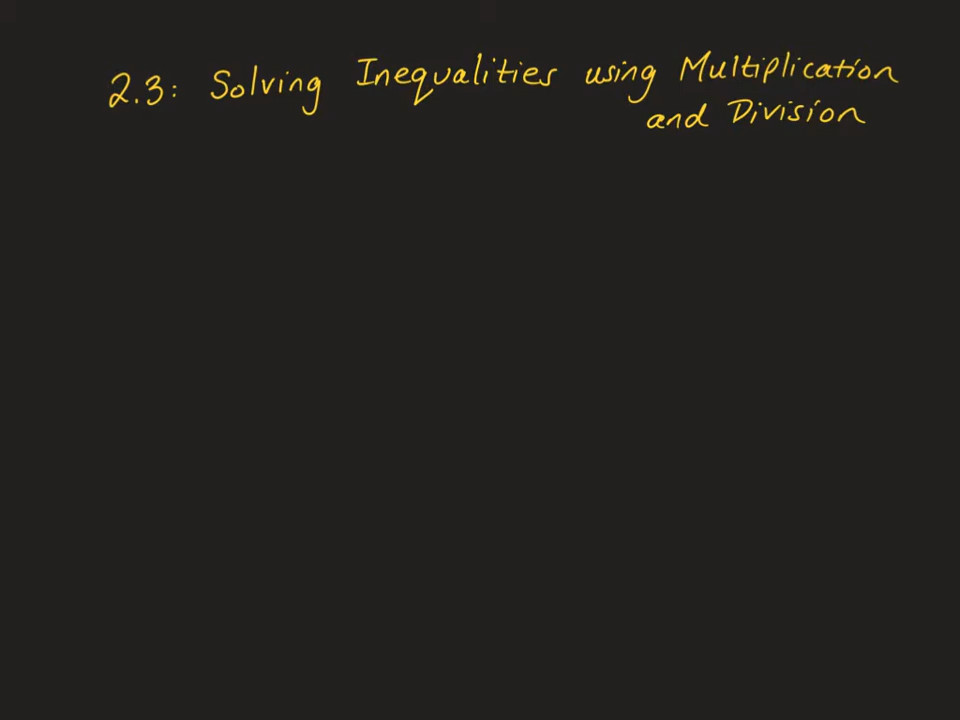 2.3: Solving Inequalities using Multiplication
and Division